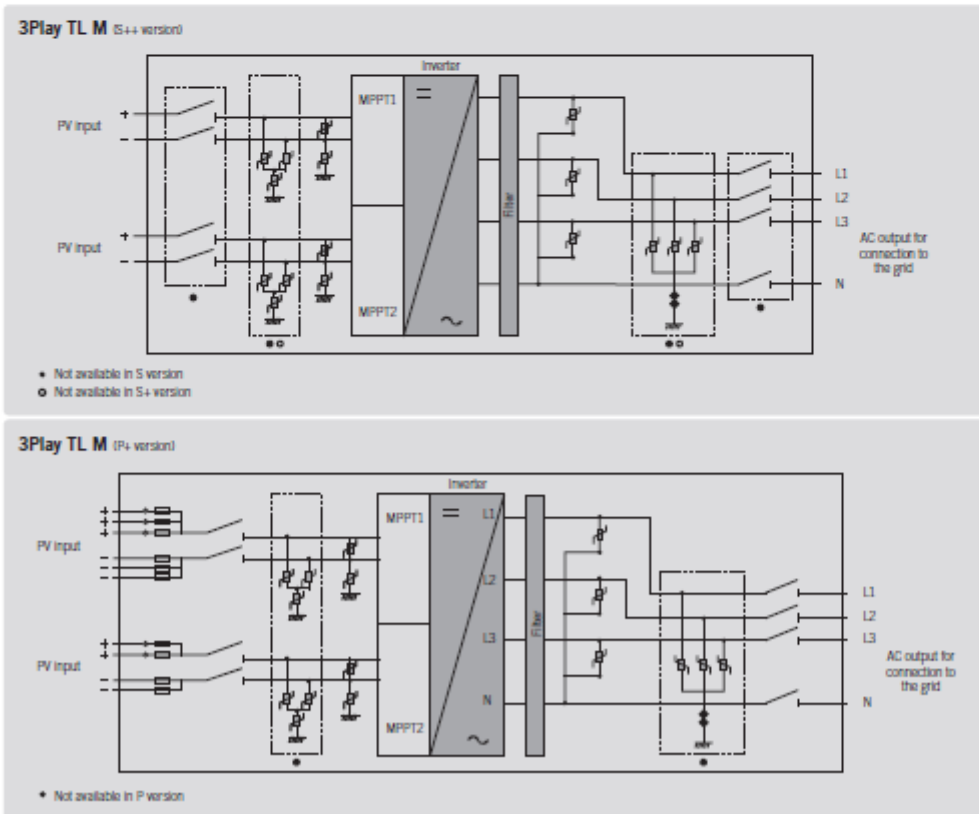 3Play TL M (S++ version)
Inverter
MPPT1
PV input
+
-
Filter
L1
L2
L3
PV input
+
-
AC output for
connection to
the grid
N
MPPT2
Not available in S version
Not available in S+ version
3Play TL M (P+ version)
Inverter
MPPT1
L1
PV input
+
+
+
-
-
-
L2
L1
L2
Filter
L3
L3
PV input
+
+
-
-
AC output for
connection to
the grid
N
N
MPPT2
Not available in P version